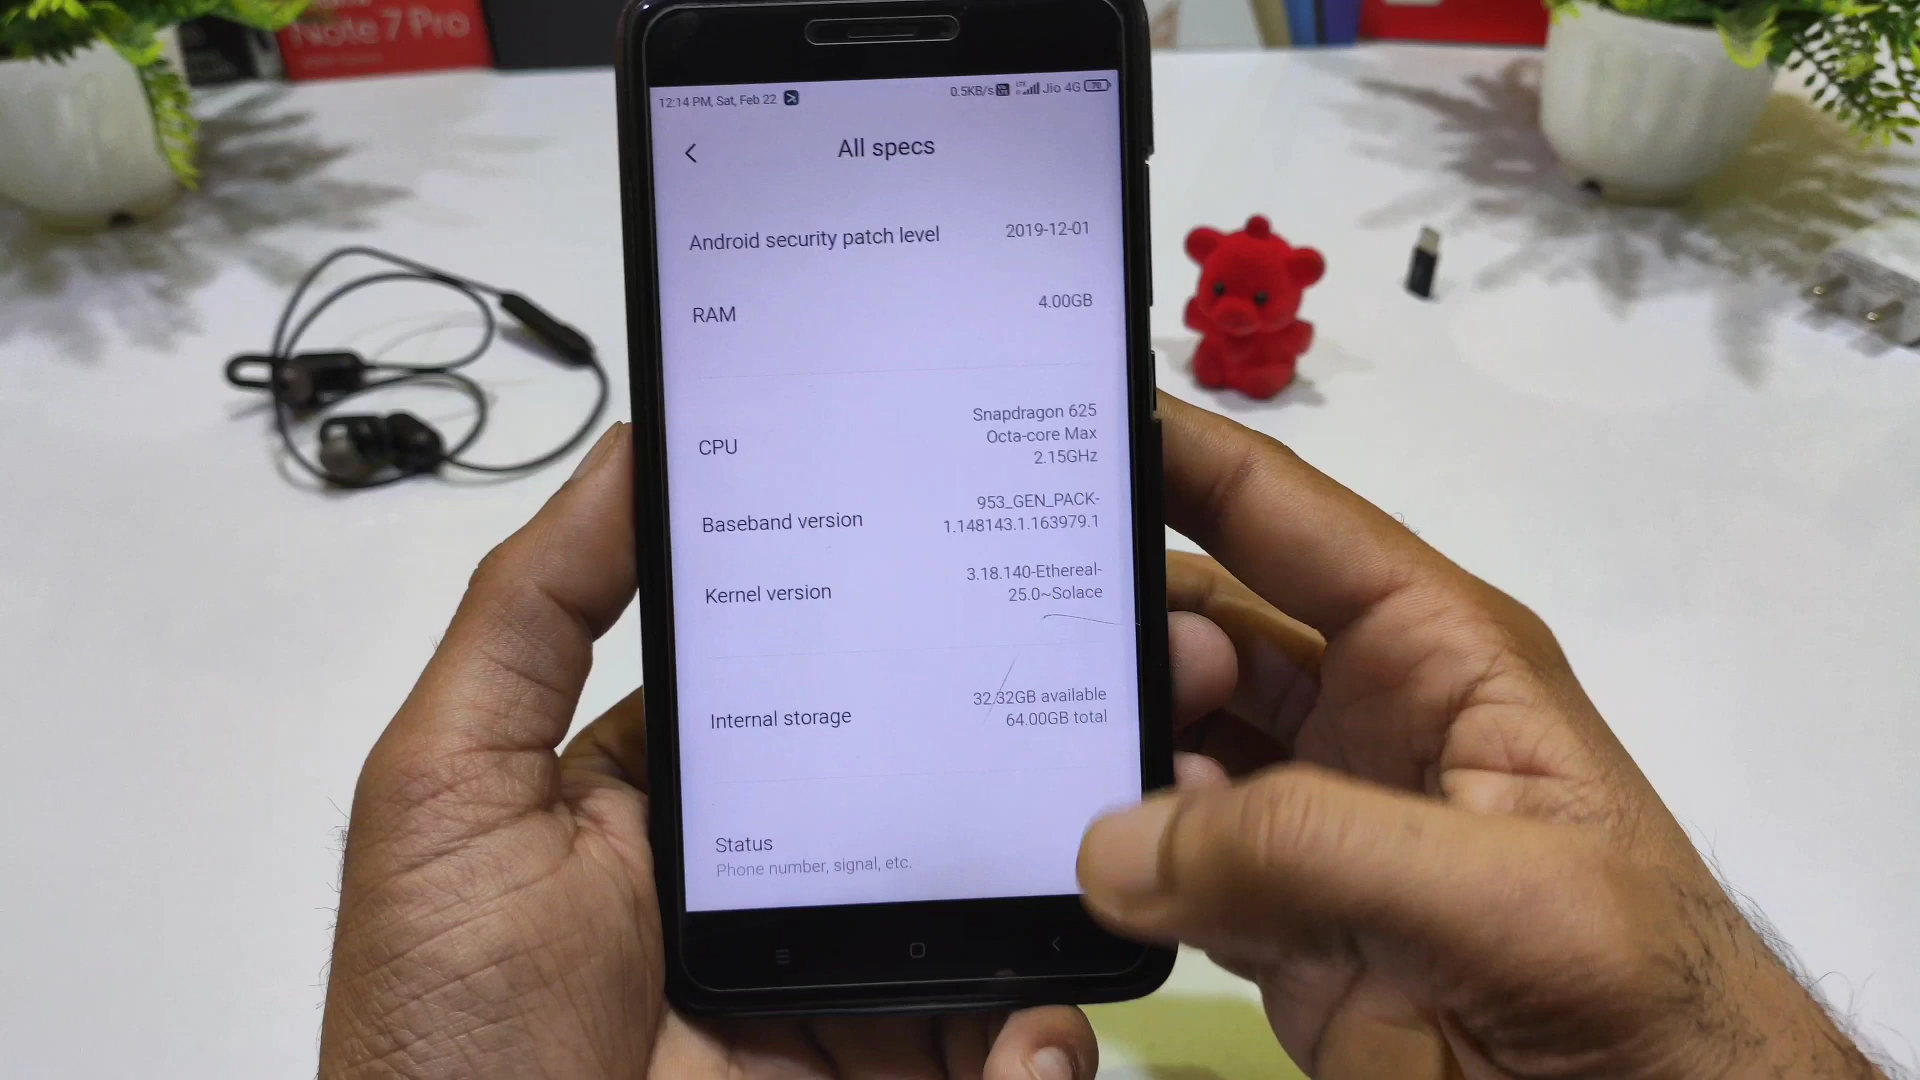 Note 7 Pro
12:14 PM, Sat, Feb 22
0.5KB/s
LTE
Jio 4G
70
All specs
Android security patch level
2019-12-01
RAM
4.00GB
CPU
Snapdragon 625
Octa-core Max
2.15GHz
Baseband version
953_GEN_PACK-
1.148143.1.163979.1
Kernel version
3.18.140-Ethereal-
25.0~Solace
Internal storage
32.32GB available
64.00GB total
Status
Phone number, signal, etc.